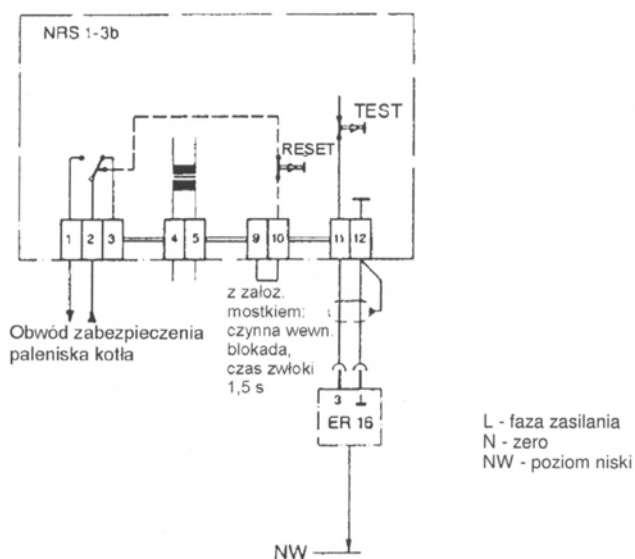 NRS 1-3b
TEST
RESET
1 2 3 4 5 9 10 11 12
z założ.
mostkiem:
czynna wewn.
blokada,
czas zwłoki
1,5 s
Obwód zabezpieczenia
paleniska kotła
3
ER 16
L - faza zasilania
N - zero
NW - poziom niski
NW